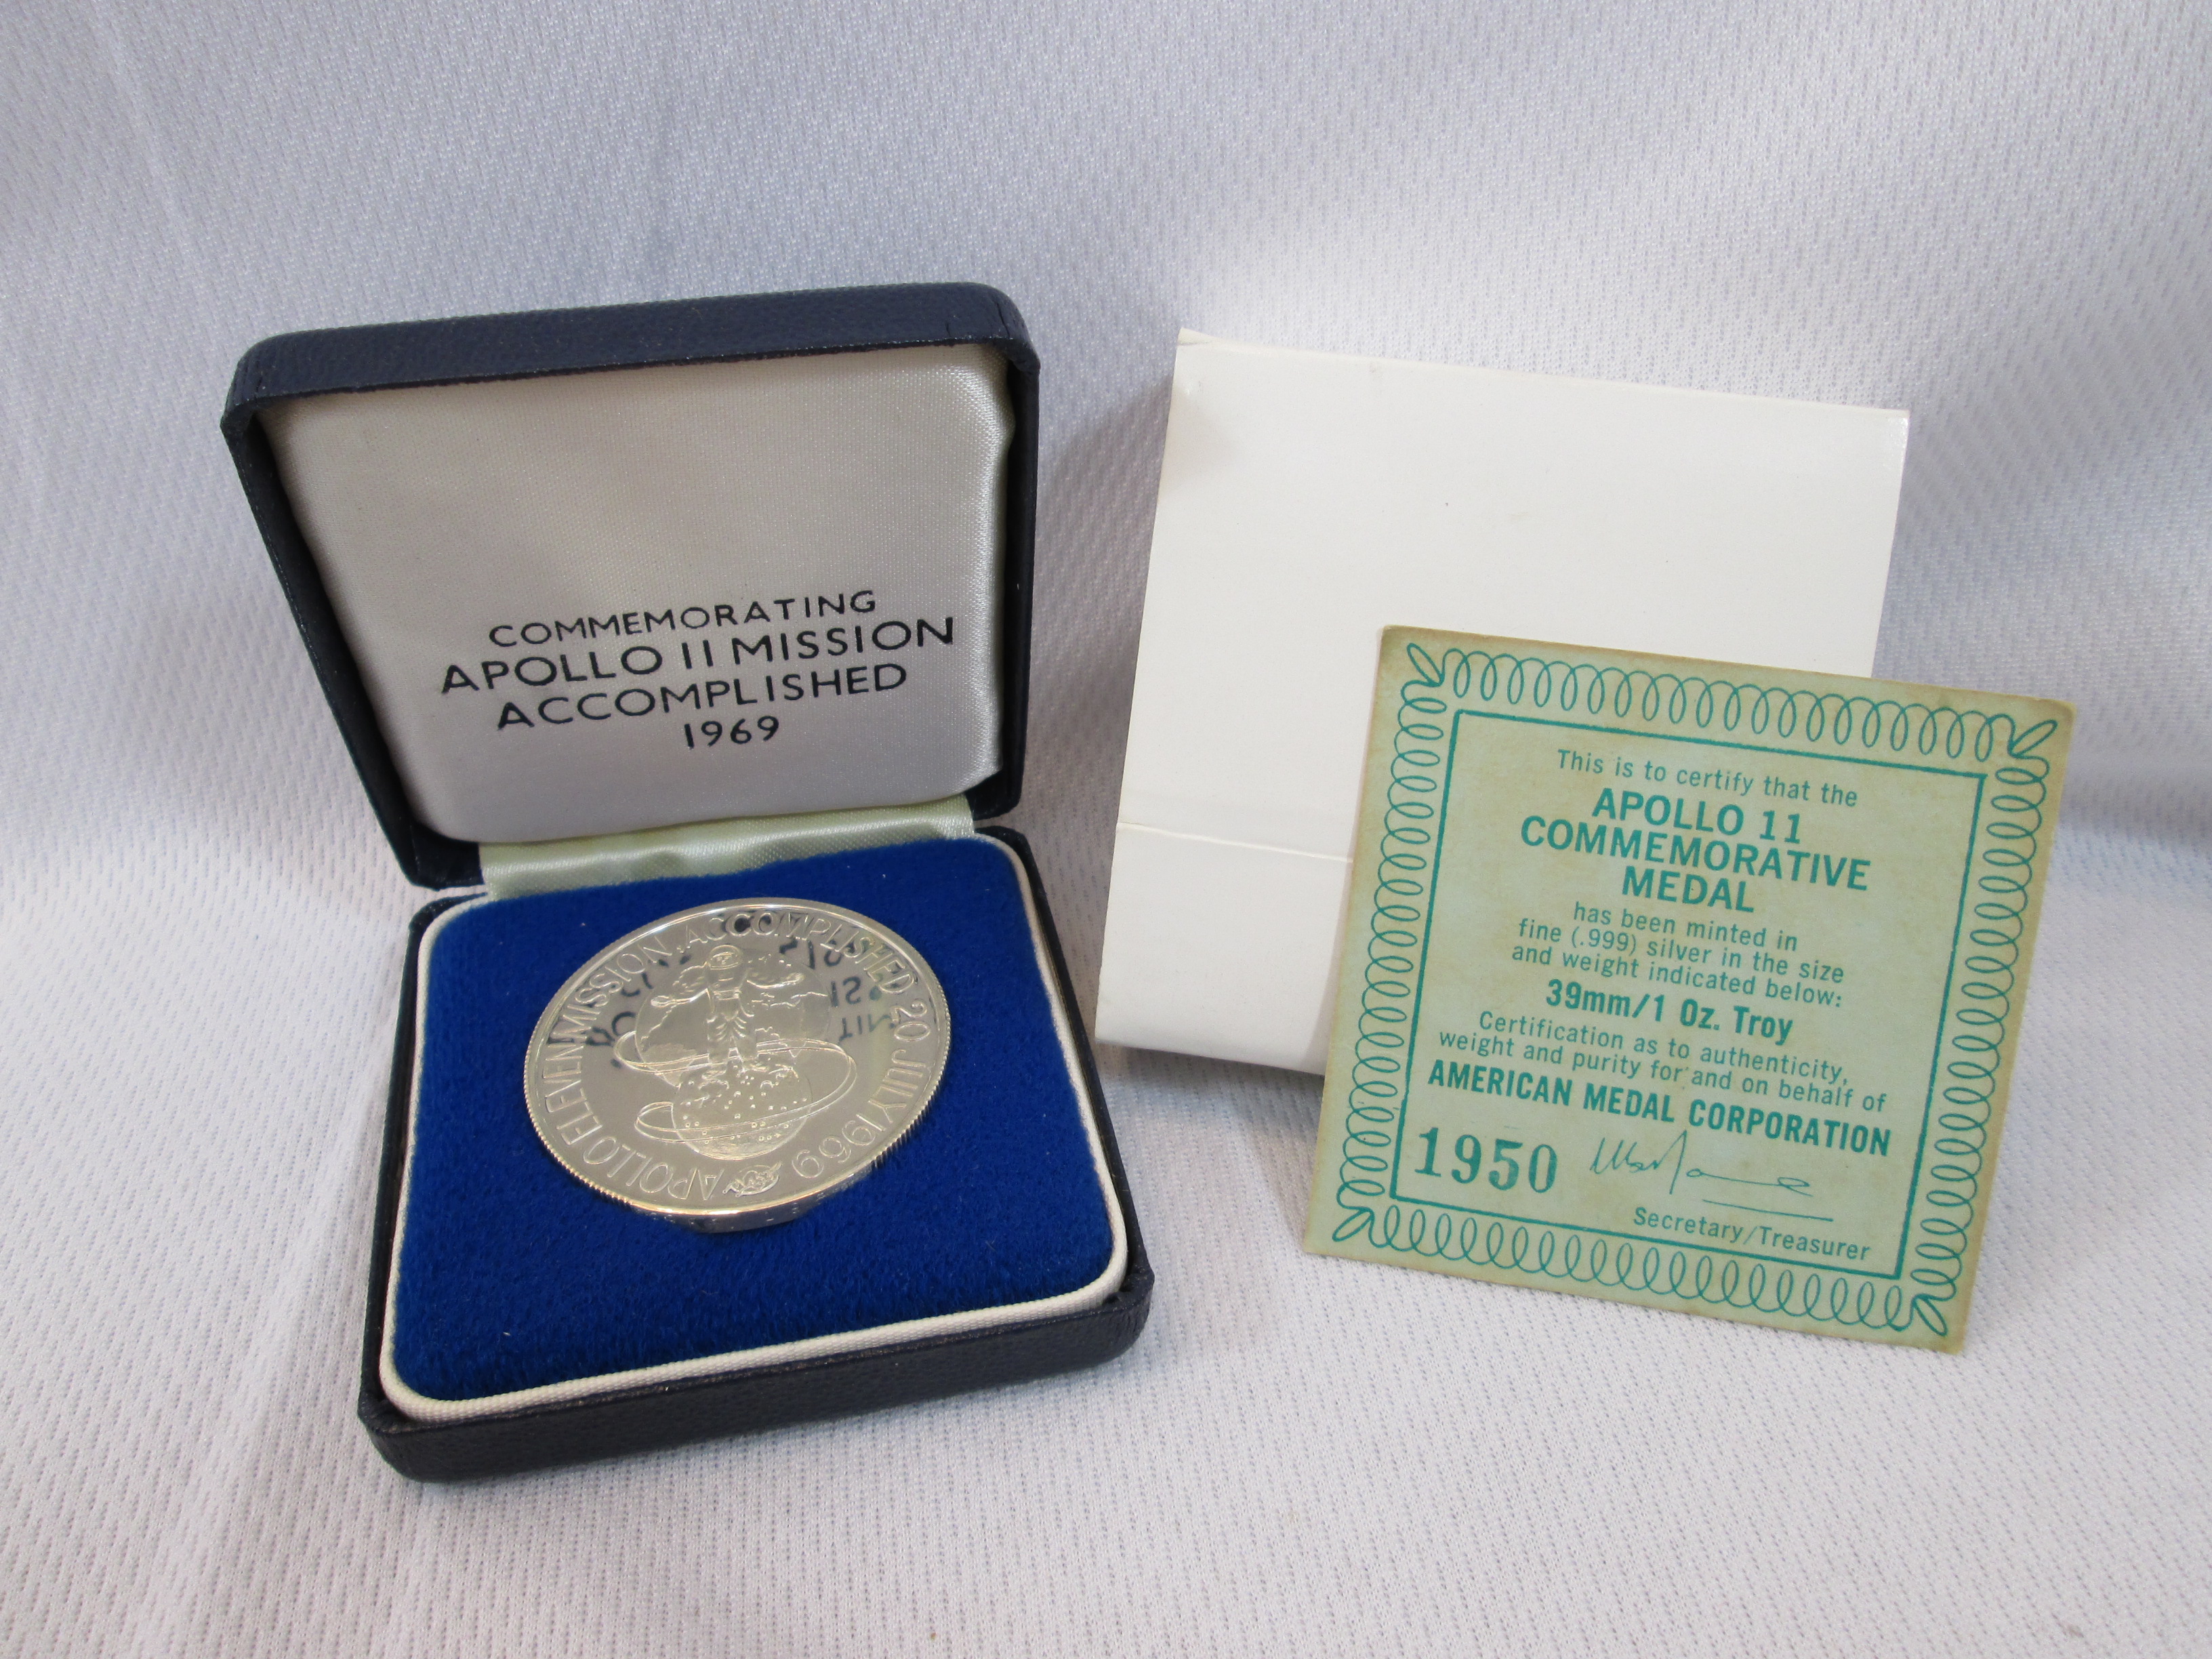 COMMEMORATING
APOLLO 11 MISSION
ACCOMPLISHED
1969
APOLLO ELEVEN MISSION ACCOMPLISHED 20 JULY 1969
This is to certify that the
APOLLO 11
COMMEMORATIVE
MEDAL
has been minted in
fine (.999) silver in the size
and weight indicated below:
39mm/1 Oz. Troy
Certification as to authenticity,
weight and purity for and on behalf of
AMERICAN MEDAL CORPORATION
1950
Secretary/Treasurer